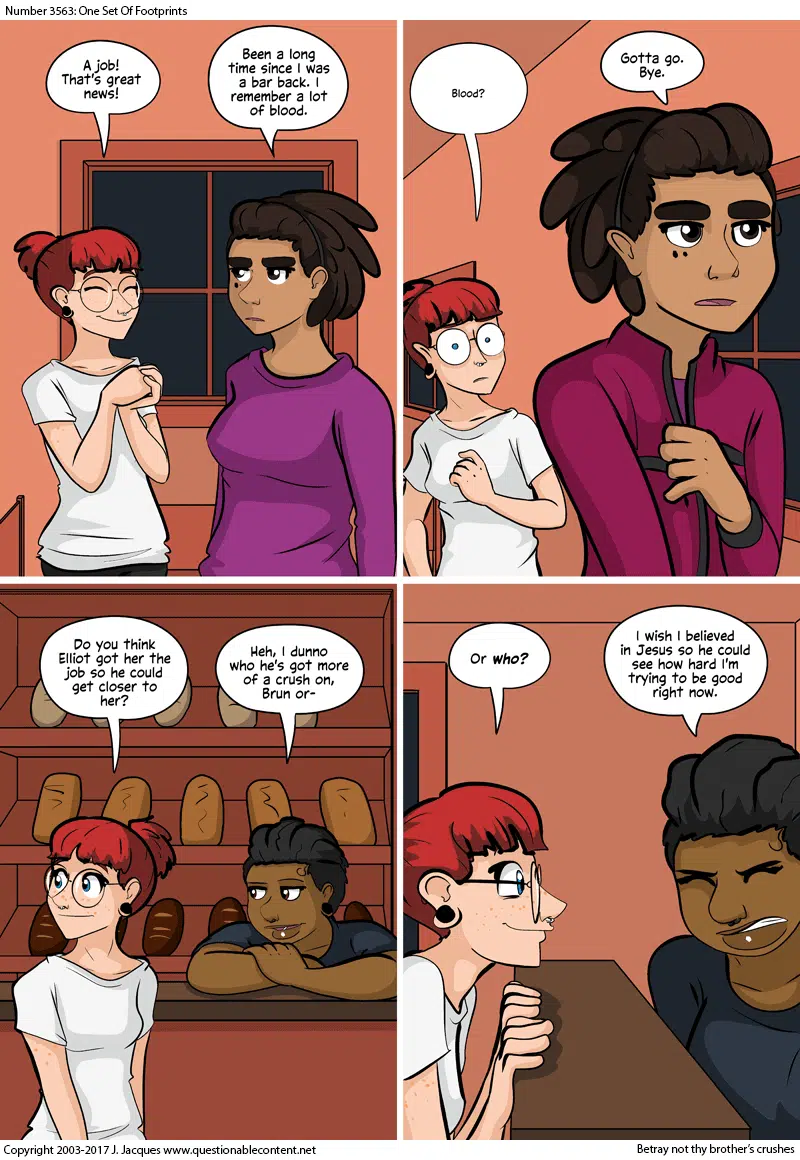 Number 3563: One Set Of Footprints
A job!
That's great
news!
Been a long
time since I was
a bar back. I
remember a lot
of blood.
Blood?
Gotta go.
Bye.
Do you think
Elliot got her the
job so he could
get closer to
her?
Heh, I dunno
who he's got more
of a crush on,
Brun or-
Or who?
I wish I believed
in Jesus so he could
see how hard I'm
trying to be good
right now.
Copyright 2003-2017 J. Jacques www.questionablecontent.net
Betray not thy brother's crushes